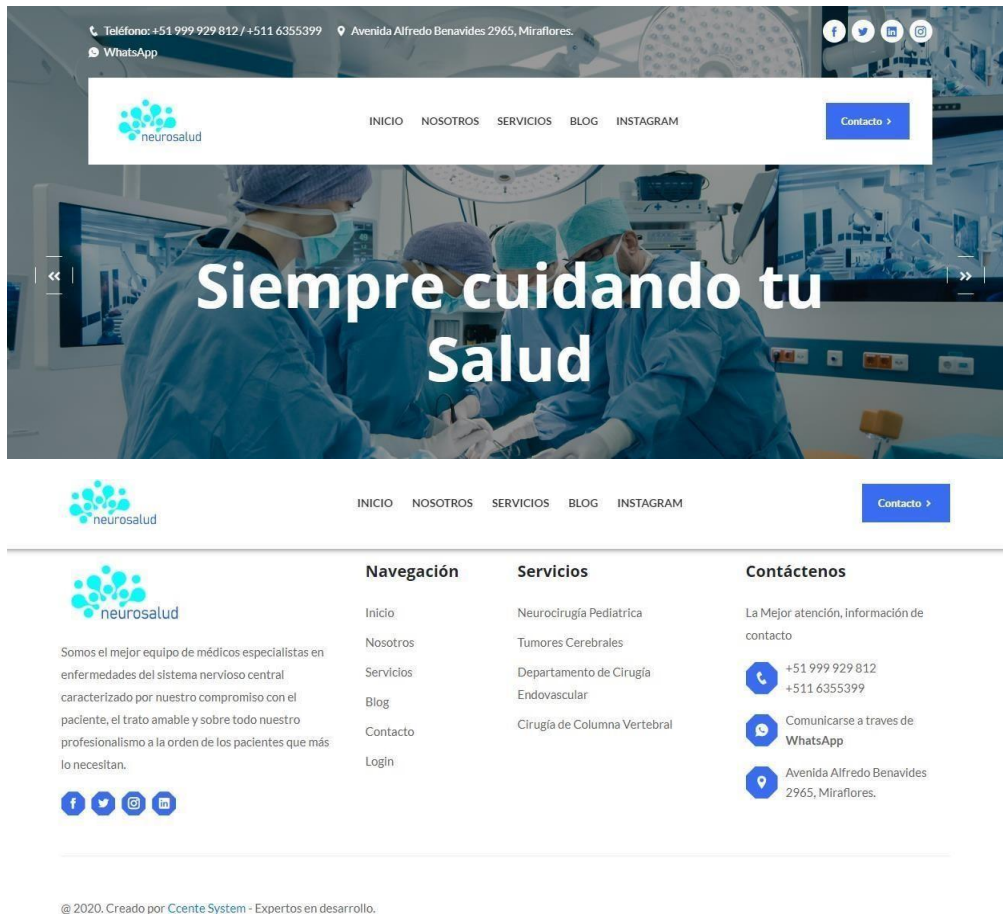 Teléfono: +51 999 929 812 / +511 6355399 Avenida Alfredo Benavides 2965, Miraflores.
WhatsApp
neurosalud
INICIO NOSOTROS SERVICIOS BLOG INSTAGRAM
Contacto >
Siempre cuidando tu
Salud
neurosalud
INICIO NOSOTROS SERVICIOS BLOG INSTAGRAM
Contacto >
neurosalud
Somos el mejor equipo de médicos especialistas en
enfermedades del sistema nervioso central
caracterizado por nuestro compromiso con el
paciente, el trato amable y sobre todo nuestro
profesionalismo a la orden de los pacientes que más
lo necesitan.
Navegación
Inicio
Nosotros
Servicios
Blog
Contacto
Login
Servicios
Neurocirugía Pediatrica
Tumores Cerebrales
Departamento de Cirugía
Endovascular
Cirugía de Columna Vertebral
Contáctenos
La Mejor atención, información de
contacto
+51 999 929 812
+511 6355399
Comunicarse a traves de
WhatsApp
Avenida Alfredo Benavides
2965, Miraflores.
@ 2020. Creado por Ccente System - Expertos en desarrollo.